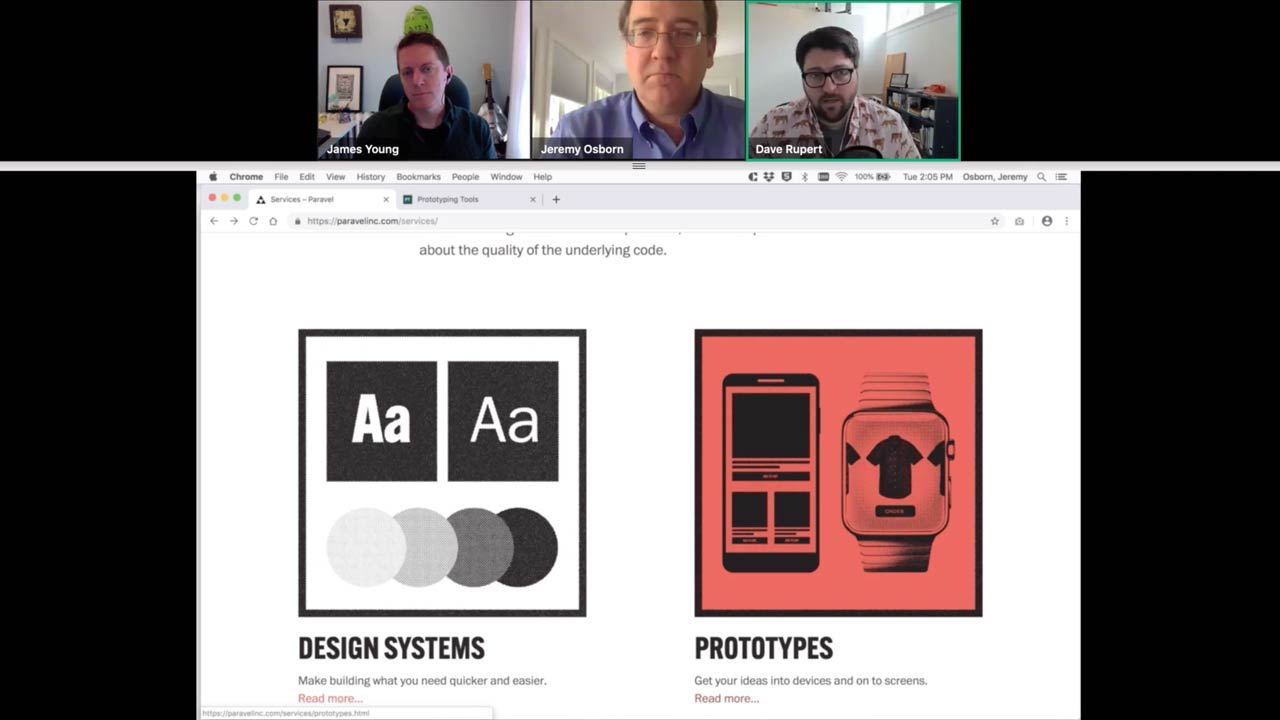 James Young
Jeremy Osborn
Dave Rupert
Chrome File Edit View History Bookmarks People Window Help
100% Tue 2:05 PM Osborn, Jeremy
Services – Paravel
Prototyping Tools
https://paravelinc.com/services/
about the quality of the underlying code.
Aa Aa
ORDER
DESIGN SYSTEMS
Make building what you need quicker and easier.
Read more...
PROTOTYPES
Get your ideas into devices and on to screens.
Read more...
https://paravelinc.com/services/prototypes.html